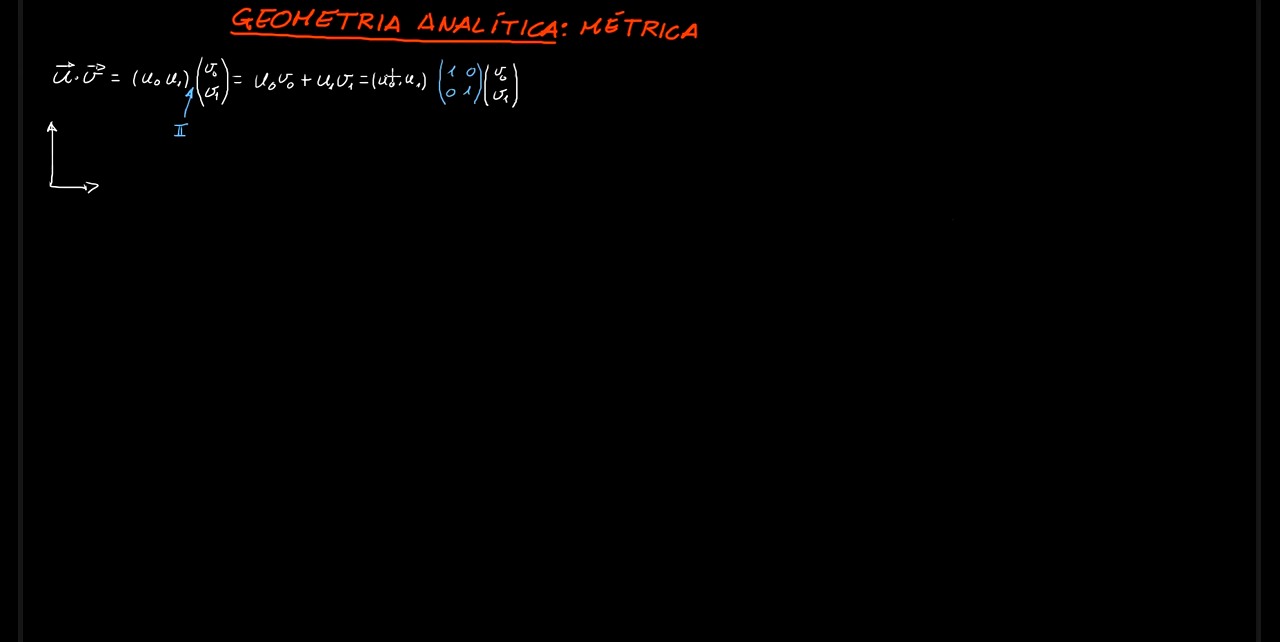 GEOMETRIA ANALÍTICA: MÉTRICA
u⃗·v⃗ = (u₀ u₁) (v₀ v₁) = u₀v₀ + u₁v₁ = (u₀ u₁) (1 0 0 1) (v₀ v₁)
𝕀